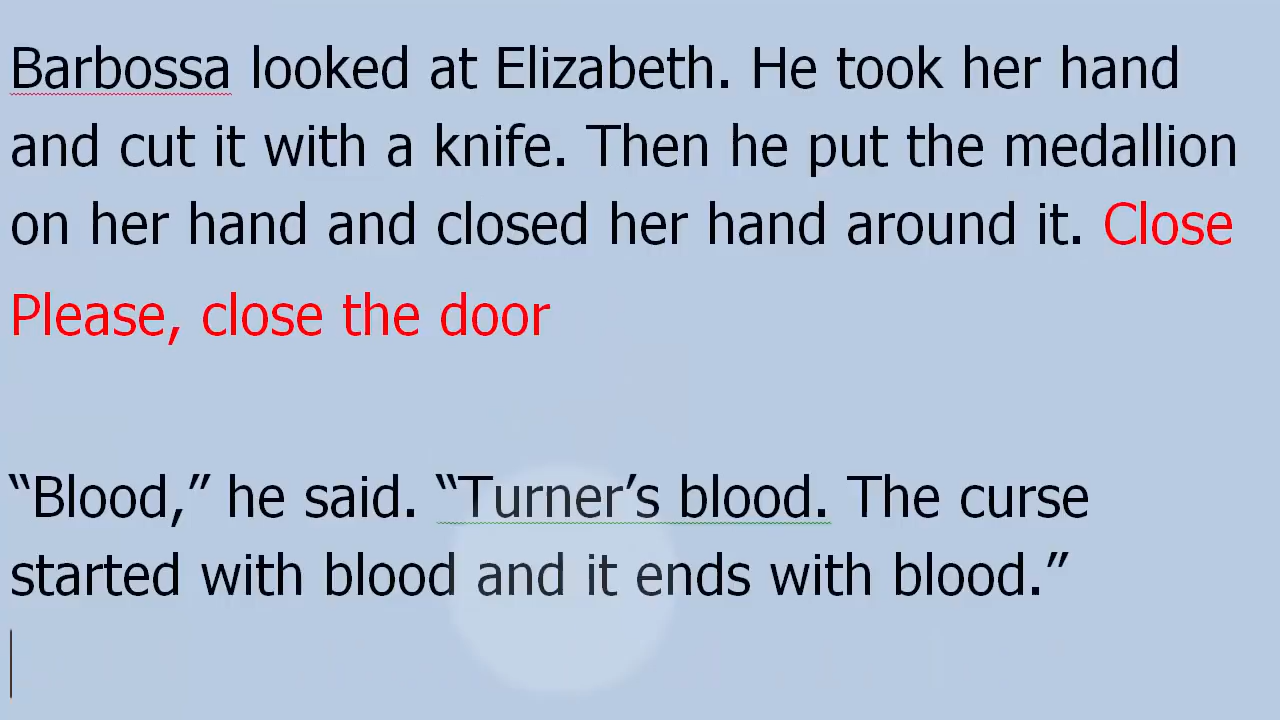 Barbossa looked at Elizabeth. He took her hand
and cut it with a knife. Then he put the medallion
on her hand and closed her hand around it. Close
Please, close the door
“Blood,” he said. “Turner’s blood. The curse
started with blood and it ends with blood.”